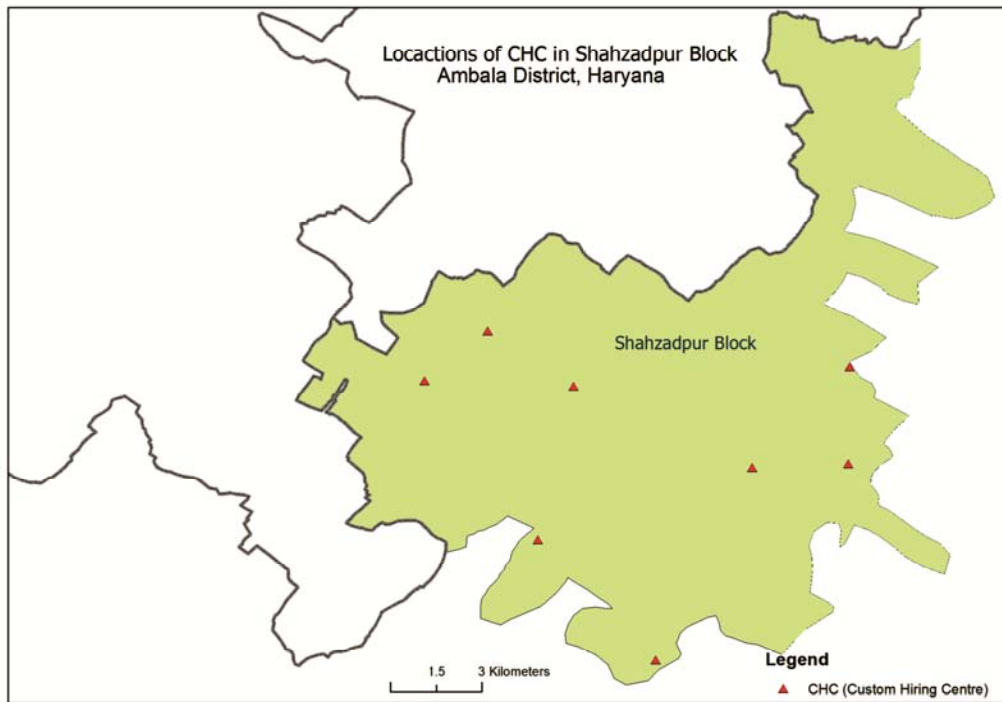 Locactions of CHC in Shahzadpur Block
Ambala District, Haryana
Shahzadpur Block
1.5 3 Kilometers
Legend
CHC (Custom Hiring Centre)